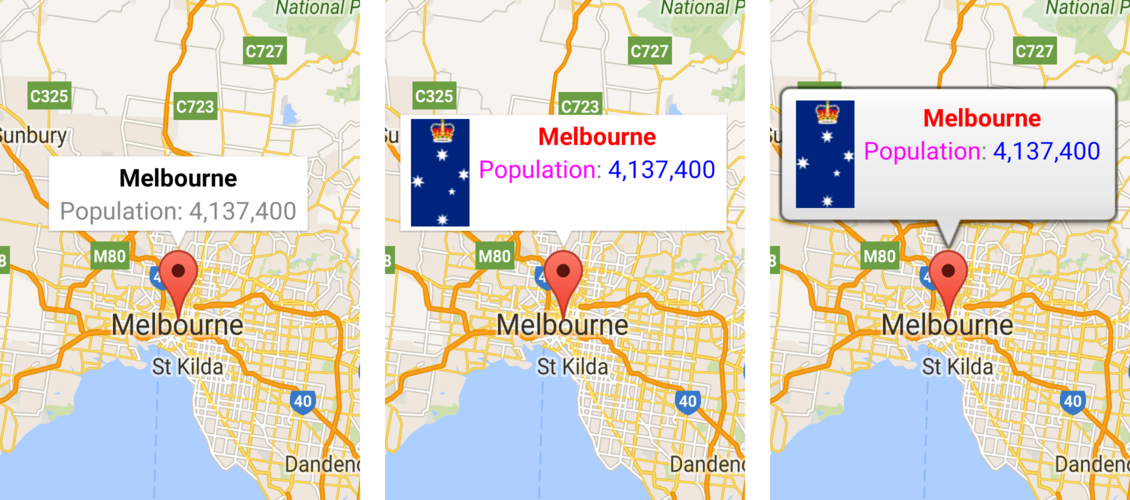 National P
C727
C325
C723
Sunbury
Melbourne
Population: 4,137,400
M80
Melbourne
St Kilda
40
Dandeno
National P
C727
C325
C723
Su
Melbourne
Population: 4,137,400
M80
Melbourne
St Kilda
40
Dandeno
National P
C727
Melbourne
Population: 4,137,400
M80
Melbourne
St Kilda
40
Dandeno